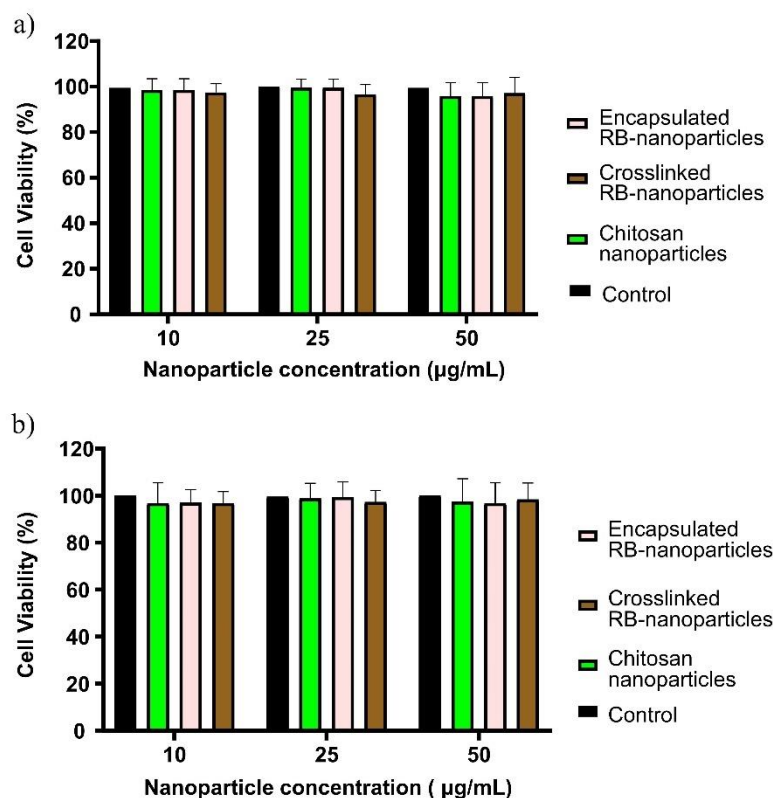 a)
120
100
80
60
40
20
0
Cell Viability (%)
10
25
50
Nanoparticle concentration (µg/mL)
Encapsulated
RB-nanoparticles
Crosslinked
RB-nanoparticles
Chitosan
nanoparticles
Control
b)
120
100
80
60
40
20
0
Cell Viability (%)
10
25
50
Nanoparticle concentration ( µg/mL)
Encapsulated
RB-nanoparticles
Crosslinked
RB-nanoparticles
Chitosan
nanoparticles
Control